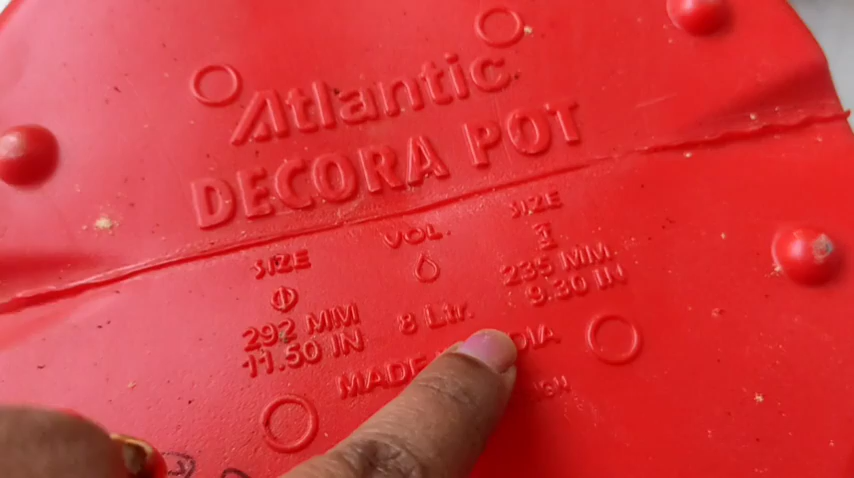 Atlantic
DECORA POT
SIZE VOL. SIZE
292 MM 8 Ltr. 235 MM
11.50 IN 9.30 IN
MADE